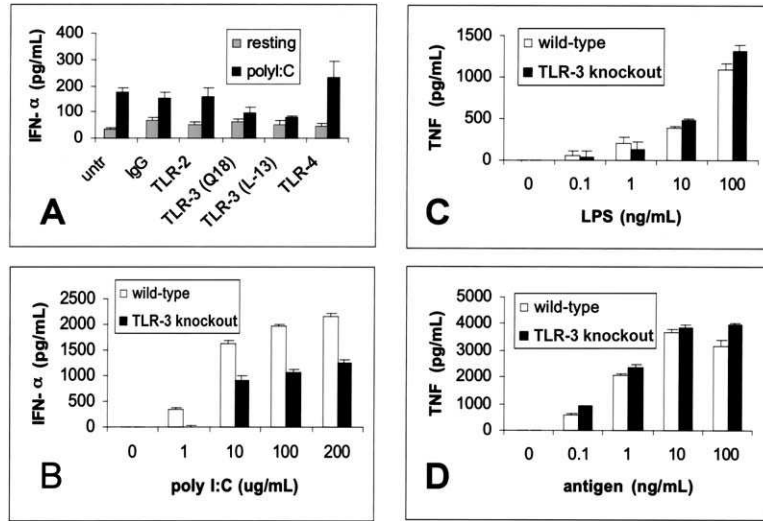 400
300
200
100
0
IFN- α (pg/mL)
resting
polyI:C
untr
IgG
TLR-2
TLR-3 (Q18)
TLR-3 (L-13)
TLR-4
A
2500
2000
1500
1000
500
0
IFN- α (pg/mL)
wild-type
TLR-3 knockout
0 1 10 100 200
poly I:C (ug/mL)
B
1500
1000
500
0
TNF (pg/mL)
wild-type
TLR-3 knockout
0 0.1 1 10 100
LPS (ng/mL)
C
5000
4000
3000
2000
1000
0
TNF (pg/mL)
wild-type
TLR-3 knockout
0 0.1 1 10 100
antigen (ng/mL)
D